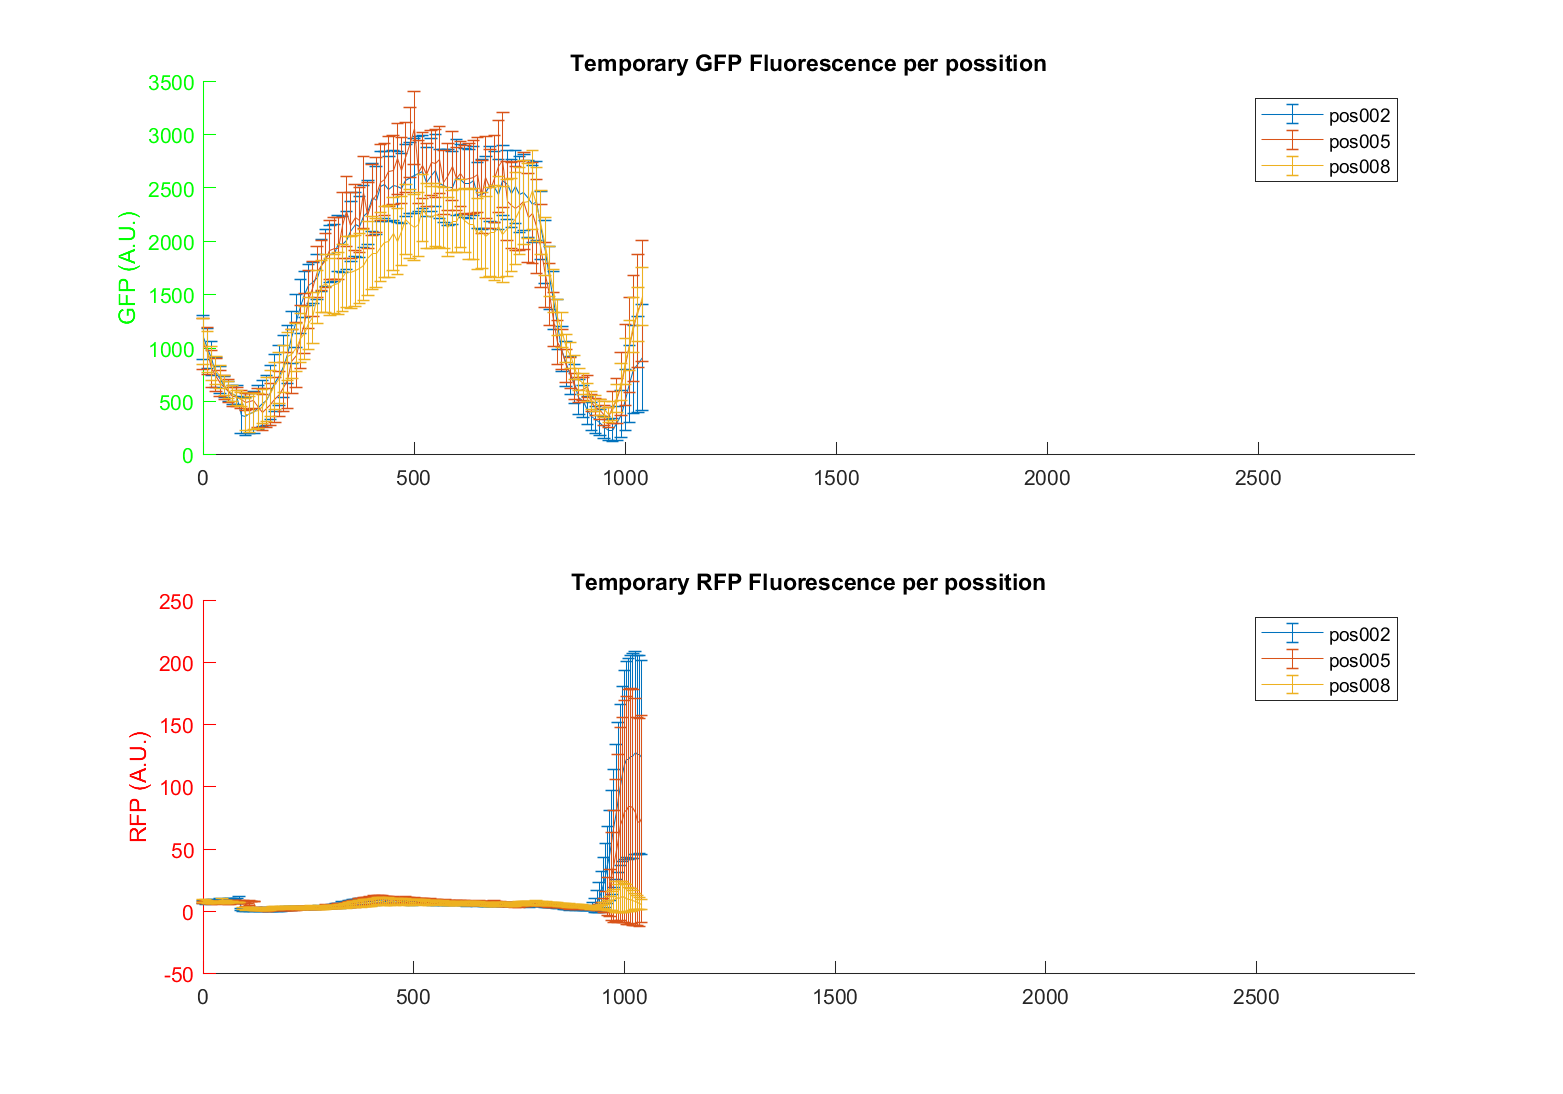 Temporary GFP Fluorescence per possition
3500
3000
2500
2000
1500
1000
500
0
GFP (A.U.)
0 500 1000 1500 2000 2500
pos002
pos005
pos008
Temporary RFP Fluorescence per possition
250
200
150
100
50
0
-50
RFP (A.U.)
0 500 1000 1500 2000 2500
pos002
pos005
pos008